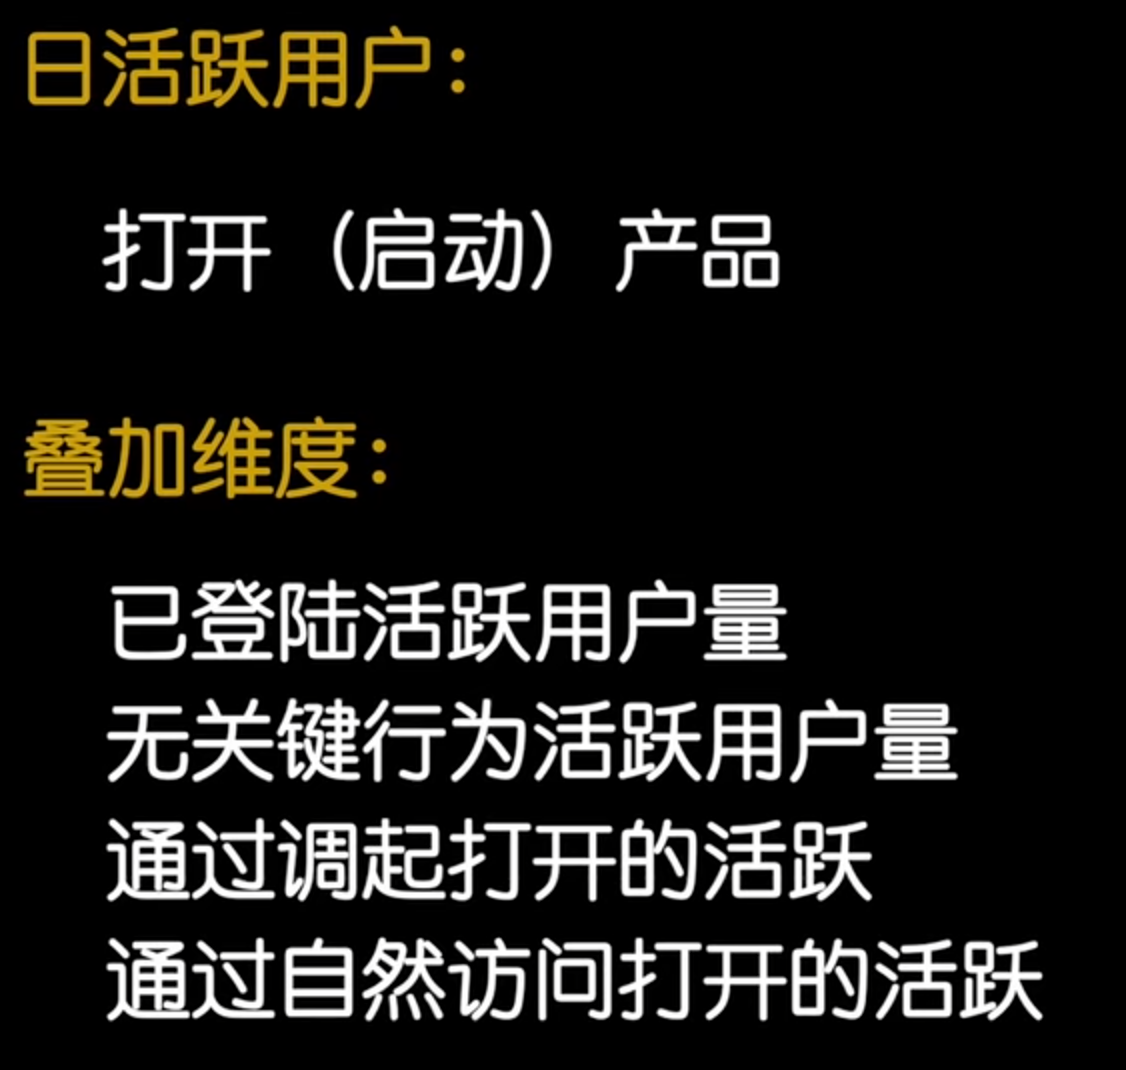 日活跃用户：
打开（启动）产品
叠加维度：
已登陆活跃用户量
无关键行为活跃用户量
通过调起打开的活跃
通过自然访问打开的活跃